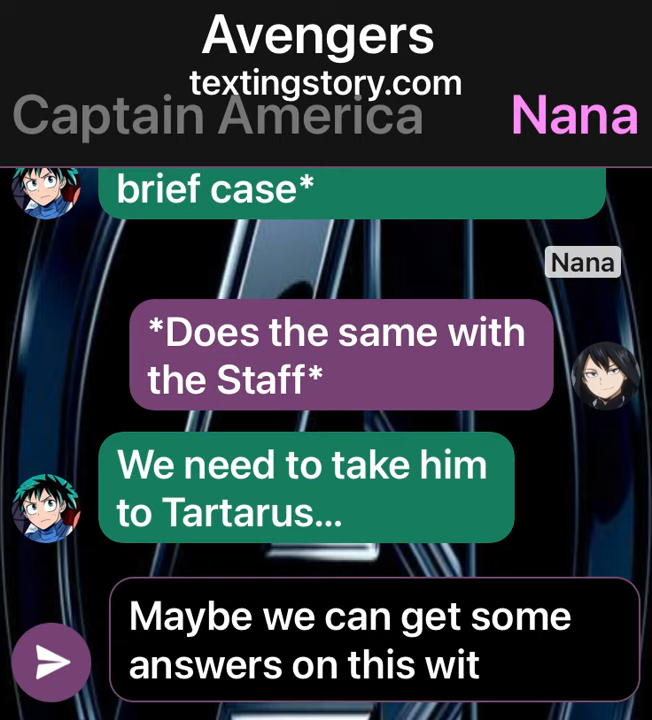 Avengers
textingstory.com
Captain America
Nana
brief case*
Nana
*Does the same with
the Staff*
We need to take him
to Tartarus...
Maybe we can get some
answers on this wit